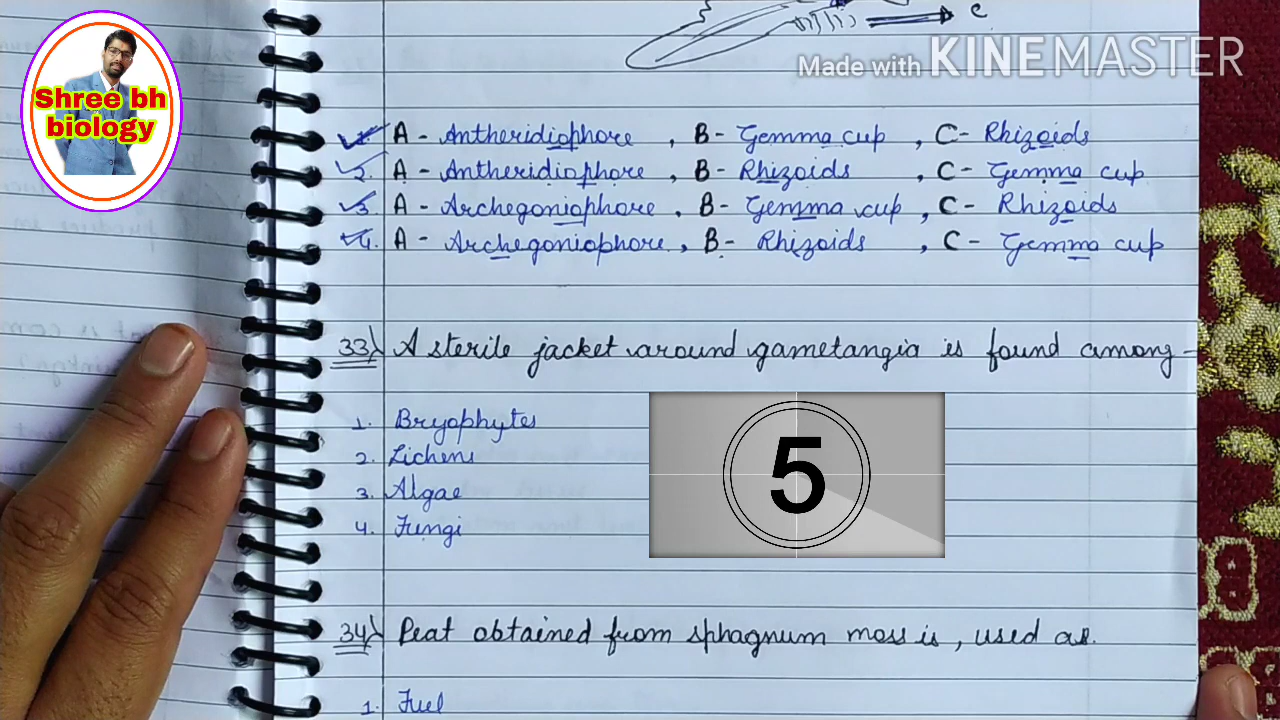 c
Made with KINEMASTER
Shree bh
biology
1. A - Antheridiophore, B - Gemma cup, C - Rhizoids
2. A - Antheridiophore, B - Rhizoids, C - Gemma cup
3. A - Archegoniophore, B - Gemma cup, C - Rhizoids
4. A - Archegoniophore, B - Rhizoids, C - Gemma cup
33) A sterile jacket around gametangia is found among -
1. Bryophytes
2. Lichens
3. Algae
4. Fungi
5
34) Peat obtained from sphagnum moss is, used as.
1. Fuel